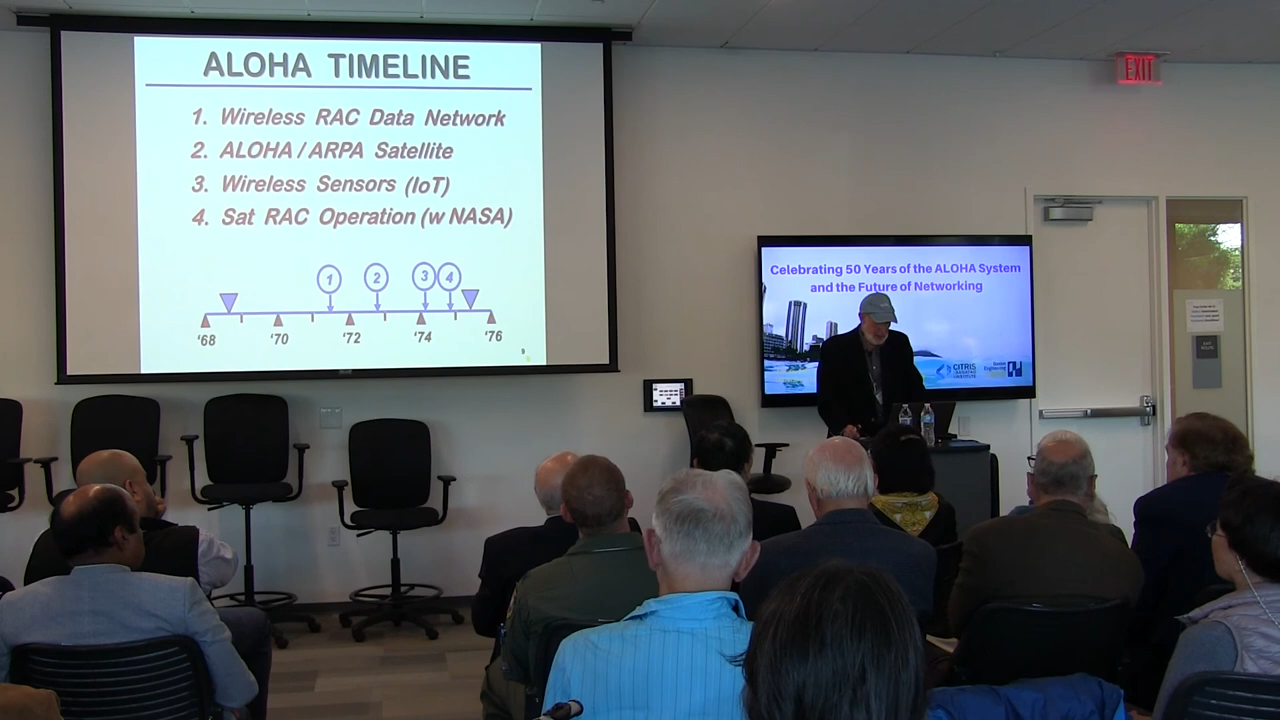 ALOHA TIMELINE
1. Wireless RAC Data Network
2. ALOHA / ARPA Satellite
3. Wireless Sensors (IoT)
4. Sat RAC Operation (w NASA)
1 2 3 4
'68 '70 '72 '74 '76
9
EXIT
Celebrating 50 Years of the ALOHA System
and the Future of Networking
CITRIS